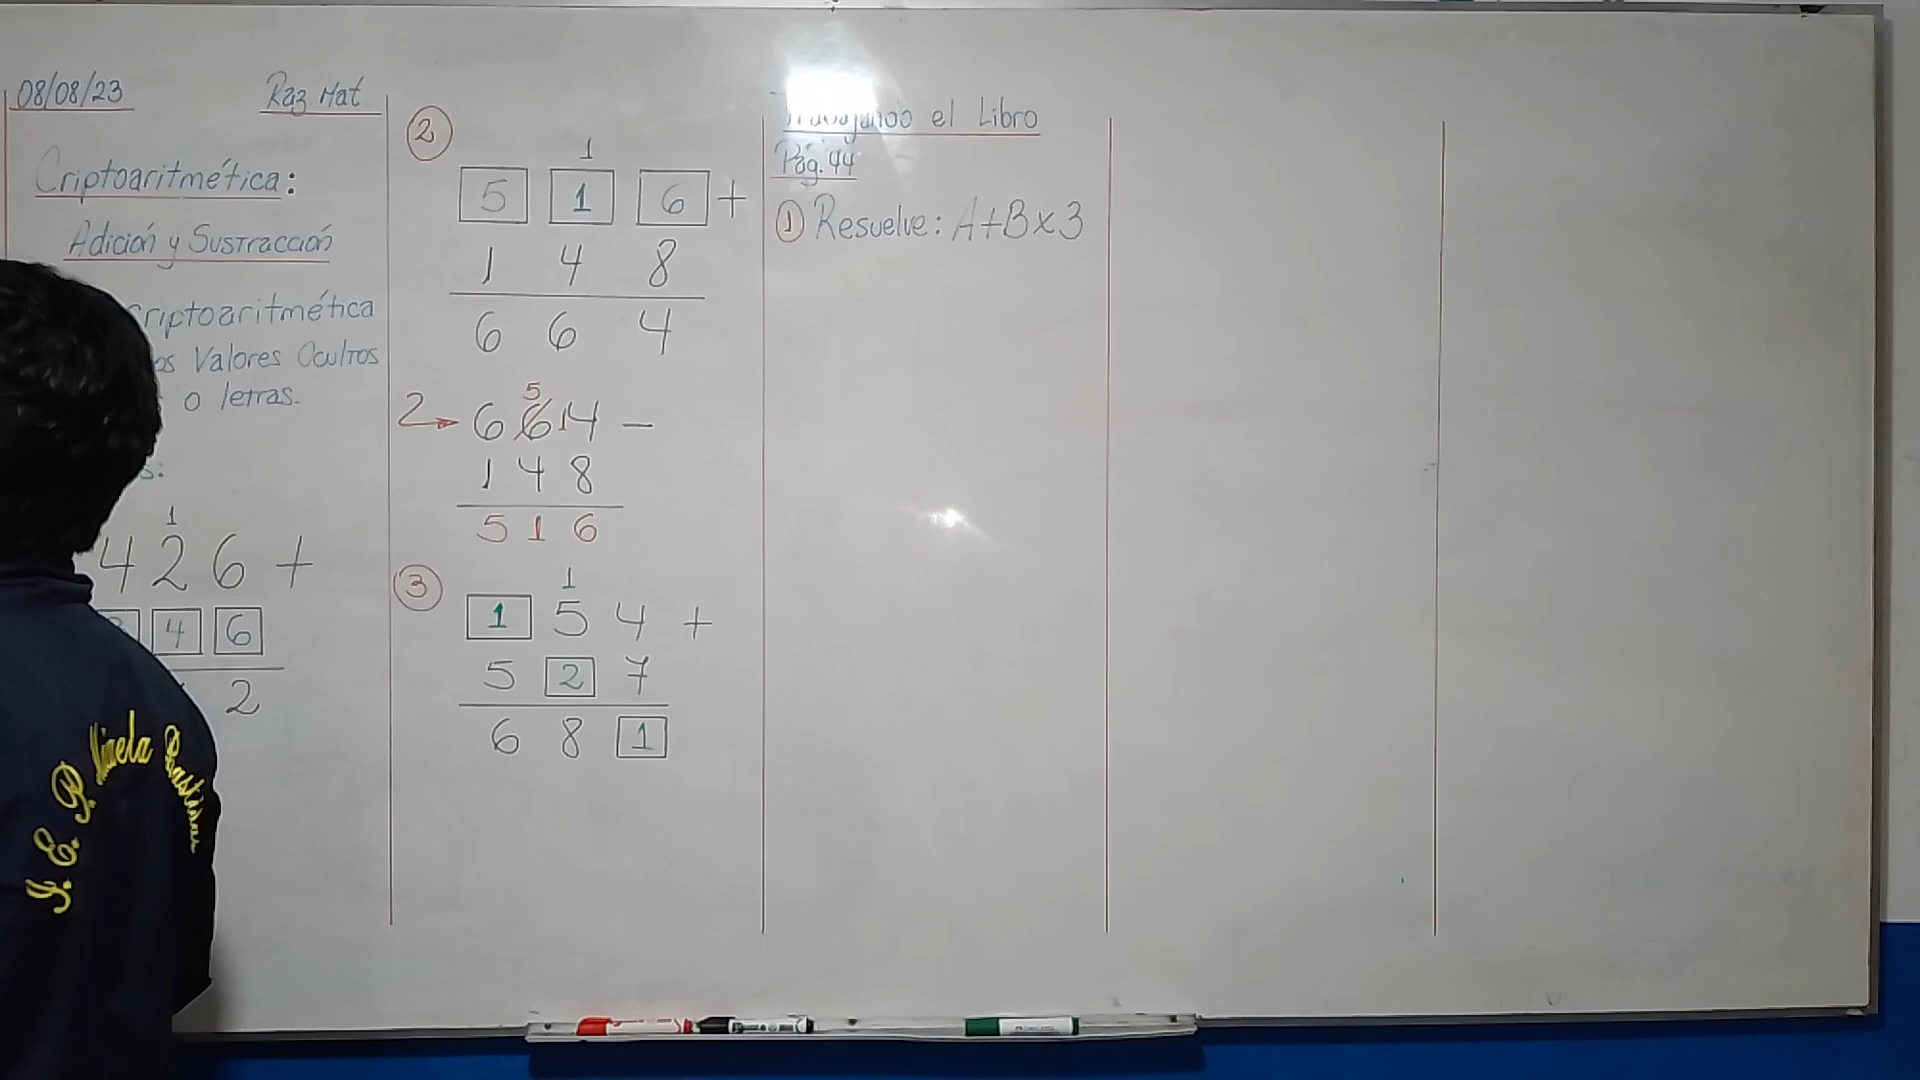 08/08/23 Raz Mat
Criptoaritmética:
Adición y Sustracción
Criptoaritmética
Valores Ocultos
o letras.
1
4 2 6 +
4 6
2
I.E.P.
2
1
5 1 6 +
1 4 8
6 6 4
5
2→ 6 6 14 −
1 4 8
5 1 6
3
1
1 5 4 +
5 2 7
6 8 1
el Libro
Pág. 44
1 Resuelve: A+B×3